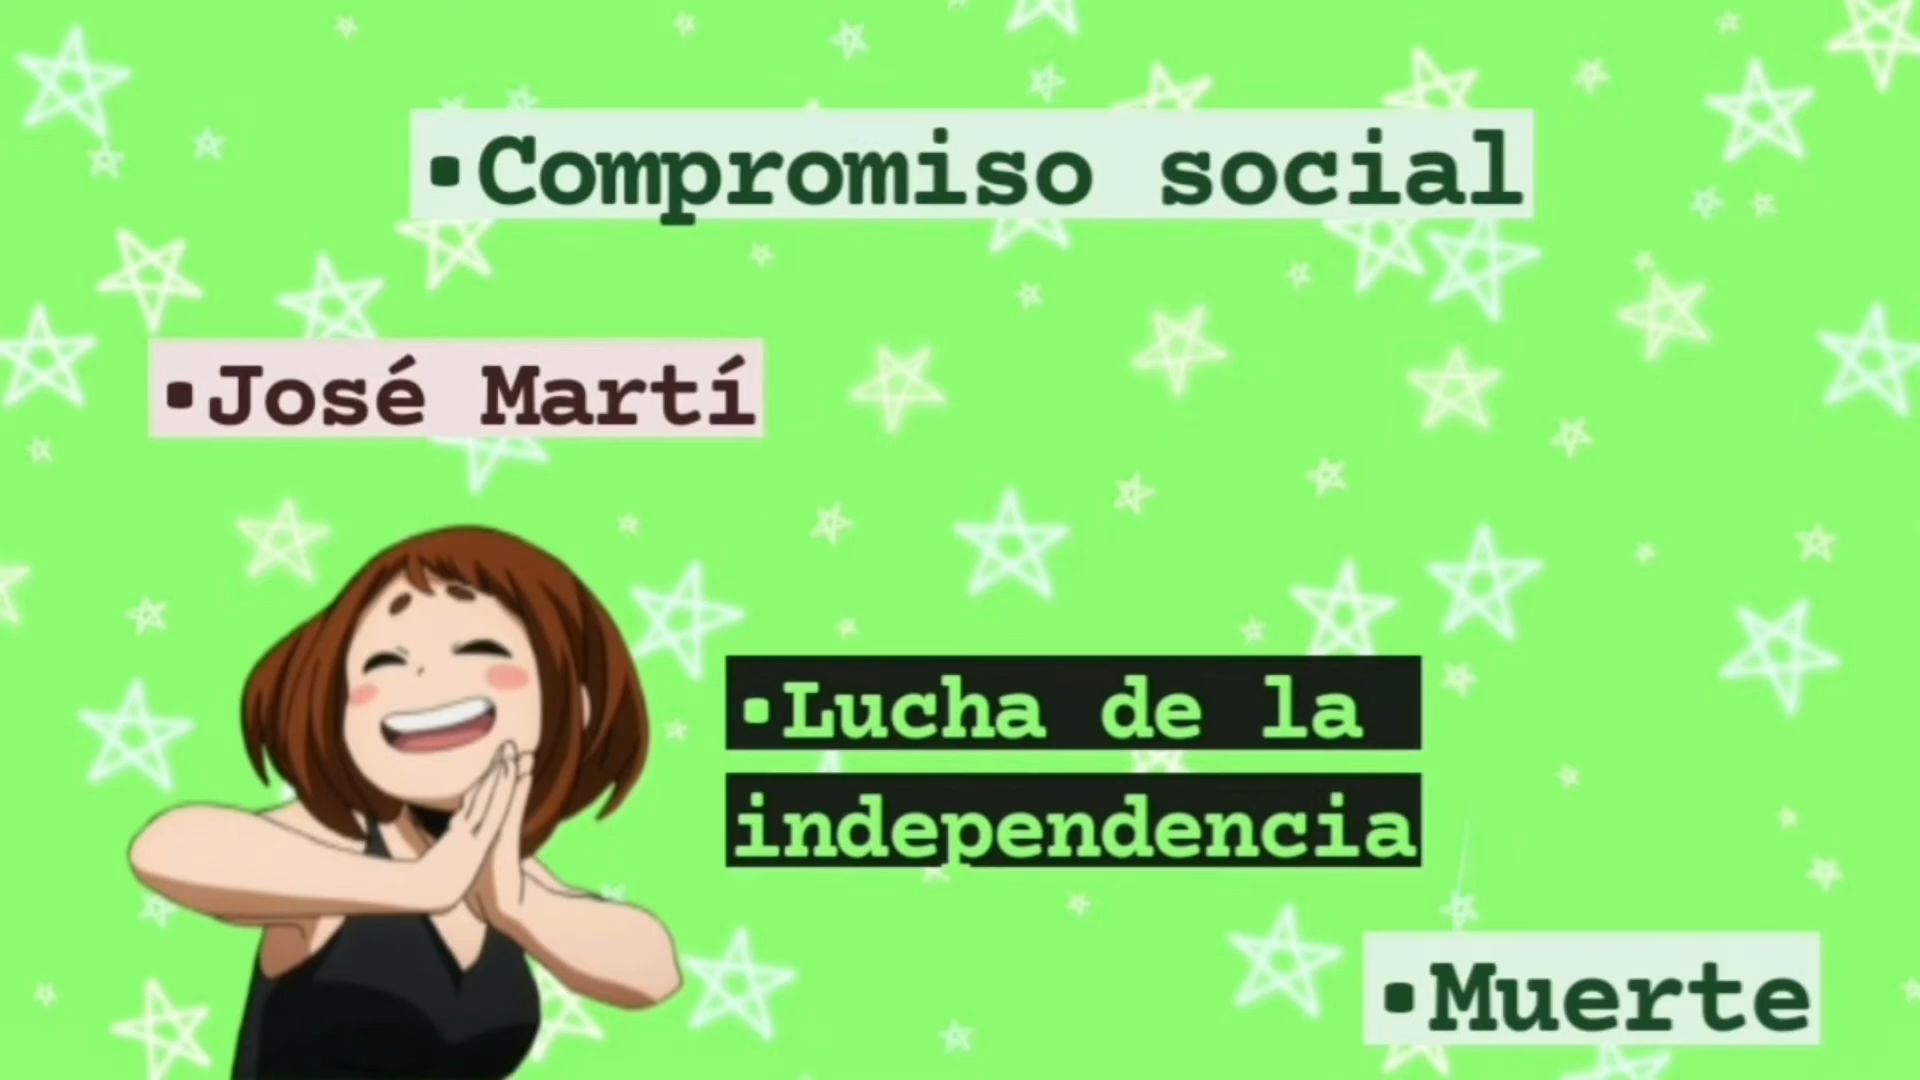 ▪Compromiso social
▪José Martí
▪Lucha de la
independencia
▪Muerte